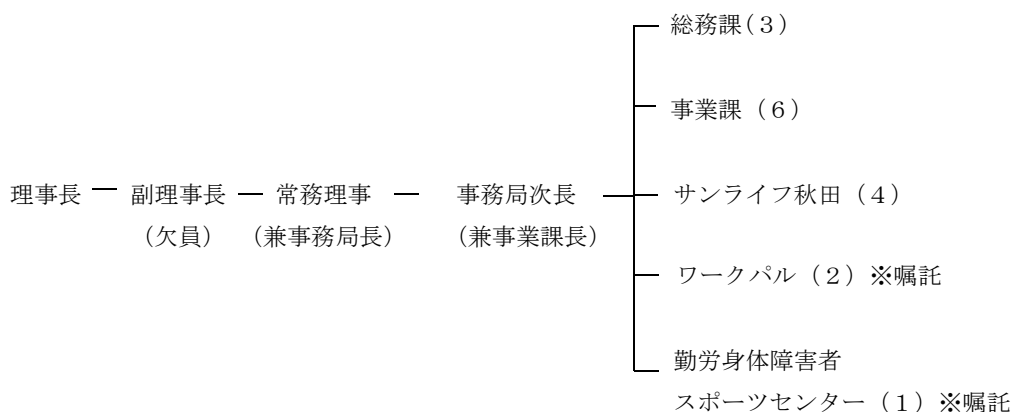 総務課(3)
事業課(6)
理事長 ー 副理事長 ー 常務理事 ー 事務局次長 サンライフ秋田(4)
(欠員) (兼事務局長) (兼事業課長)
ワークパル(2)※嘱託
勤労身体障害者
スポーツセンター(1)※嘱託